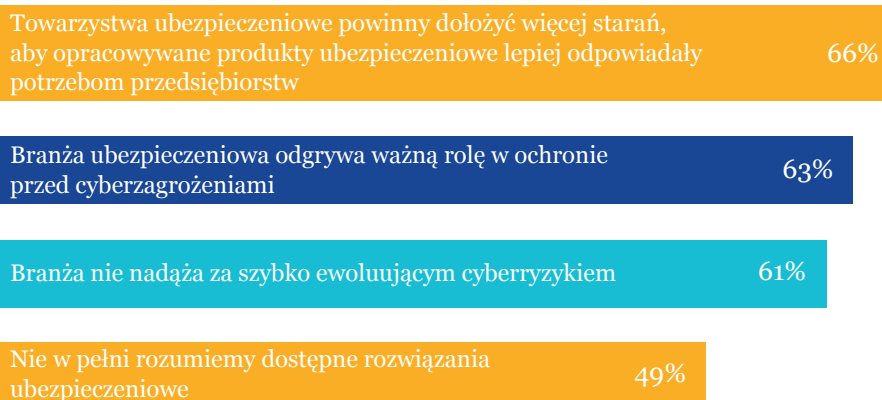 Towarzystwa ubezpieczeniowe powinny dołożyć więcej starań,
aby opracowywane produkty ubezpieczeniowe lepiej odpowiadały
potrzebom przedsiębiorstw
66%
Branża ubezpieczeniowa odgrywa ważną rolę w ochronie
przed cyberzagrożeniami
63%
Branża nie nadąża za szybko ewoluującym cyberryzykiem
61%
Nie w pełni rozumiemy dostępne rozwiązania
ubezpieczeniowe
49%